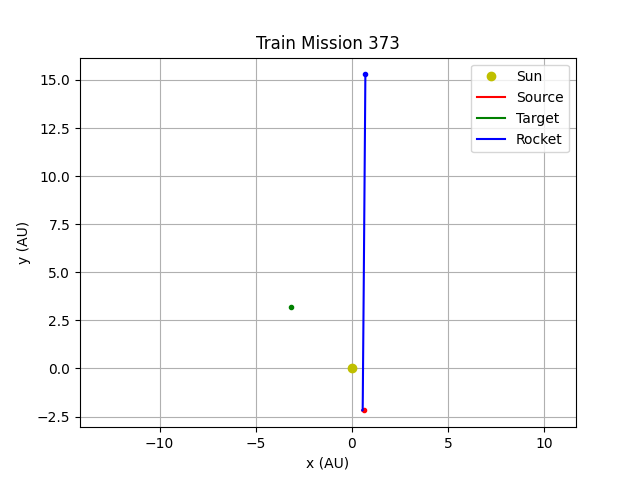 Train Mission 373
Sun
Source
Target
Rocket
15.0
12.5
10.0
7.5
5.0
2.5
0.0
−2.5
y (AU)
−10
−5
0
5
10
x (AU)